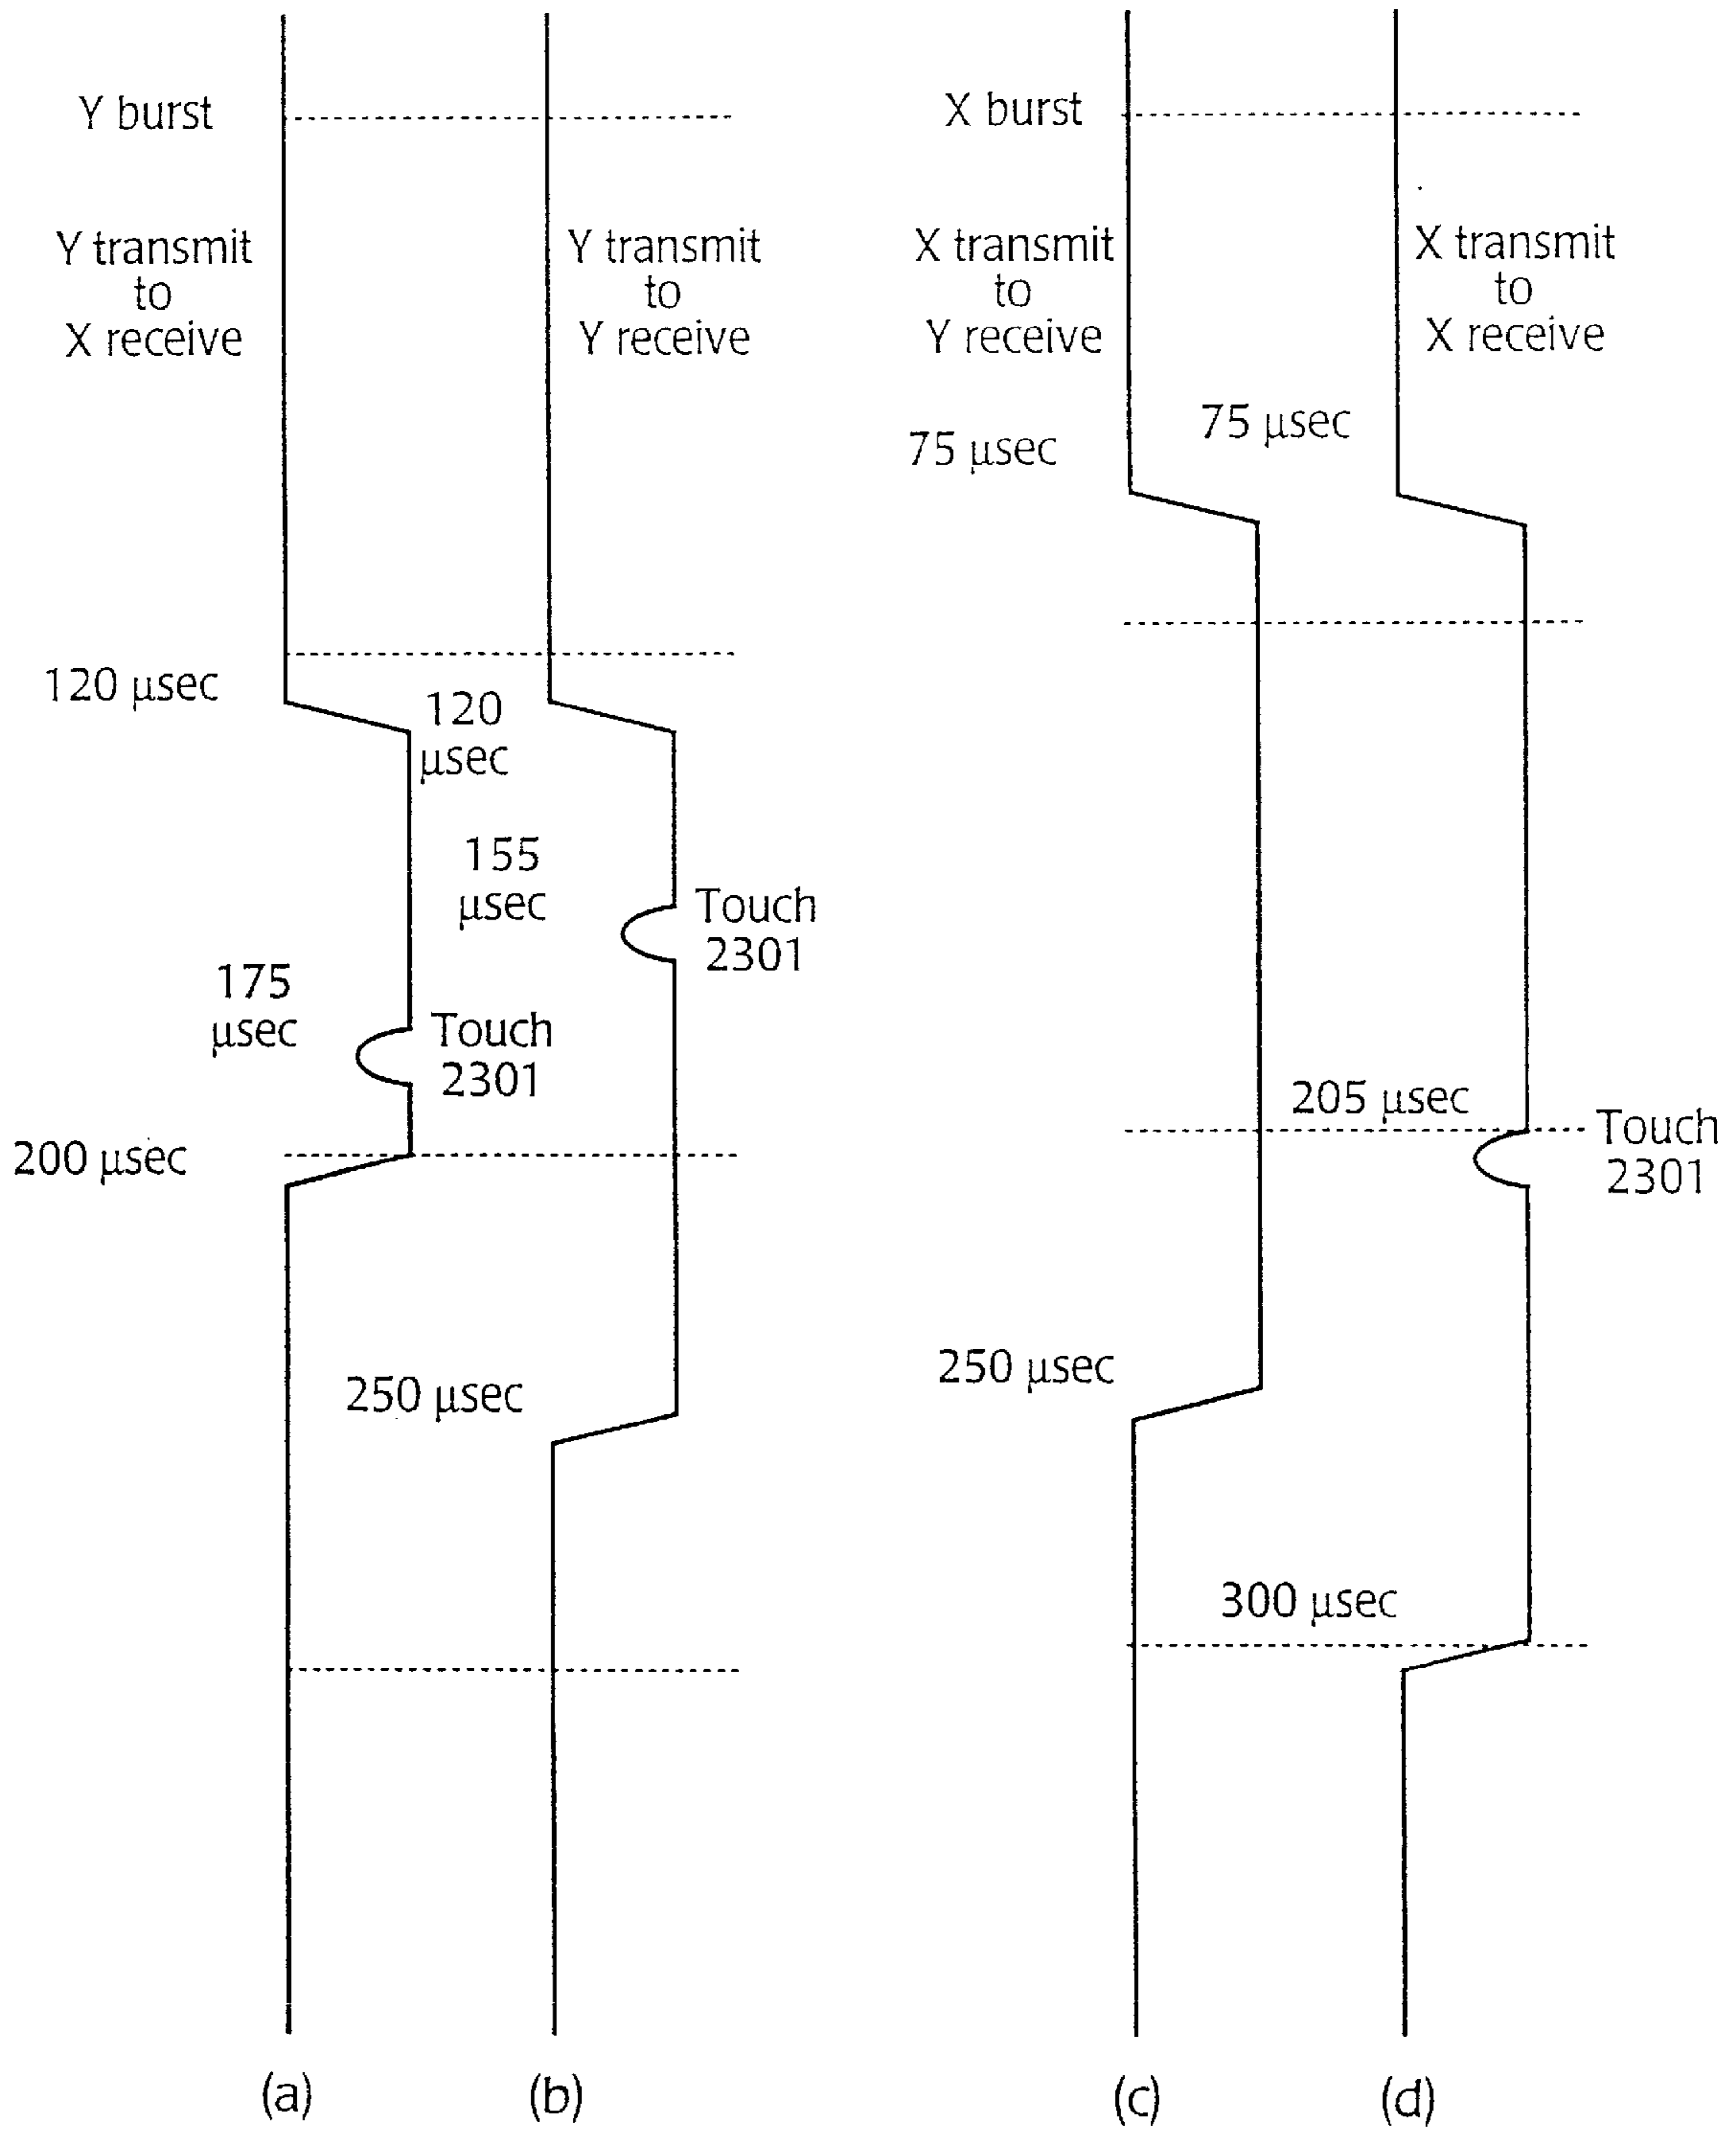 Y burst
Y transmit
to
X receive
Y transmit
to
Y receive
120 μsec
120
μsec
155
μsec
Touch
2301
175
μsec
Touch
2301
200 μsec
250 μsec
(a)
(b)
X burst
X transmit
to
Y receive
X transmit
to
X receive
75 μsec
75 μsec
205 μsec
Touch
2301
250 μsec
300 μsec
(c)
(d)